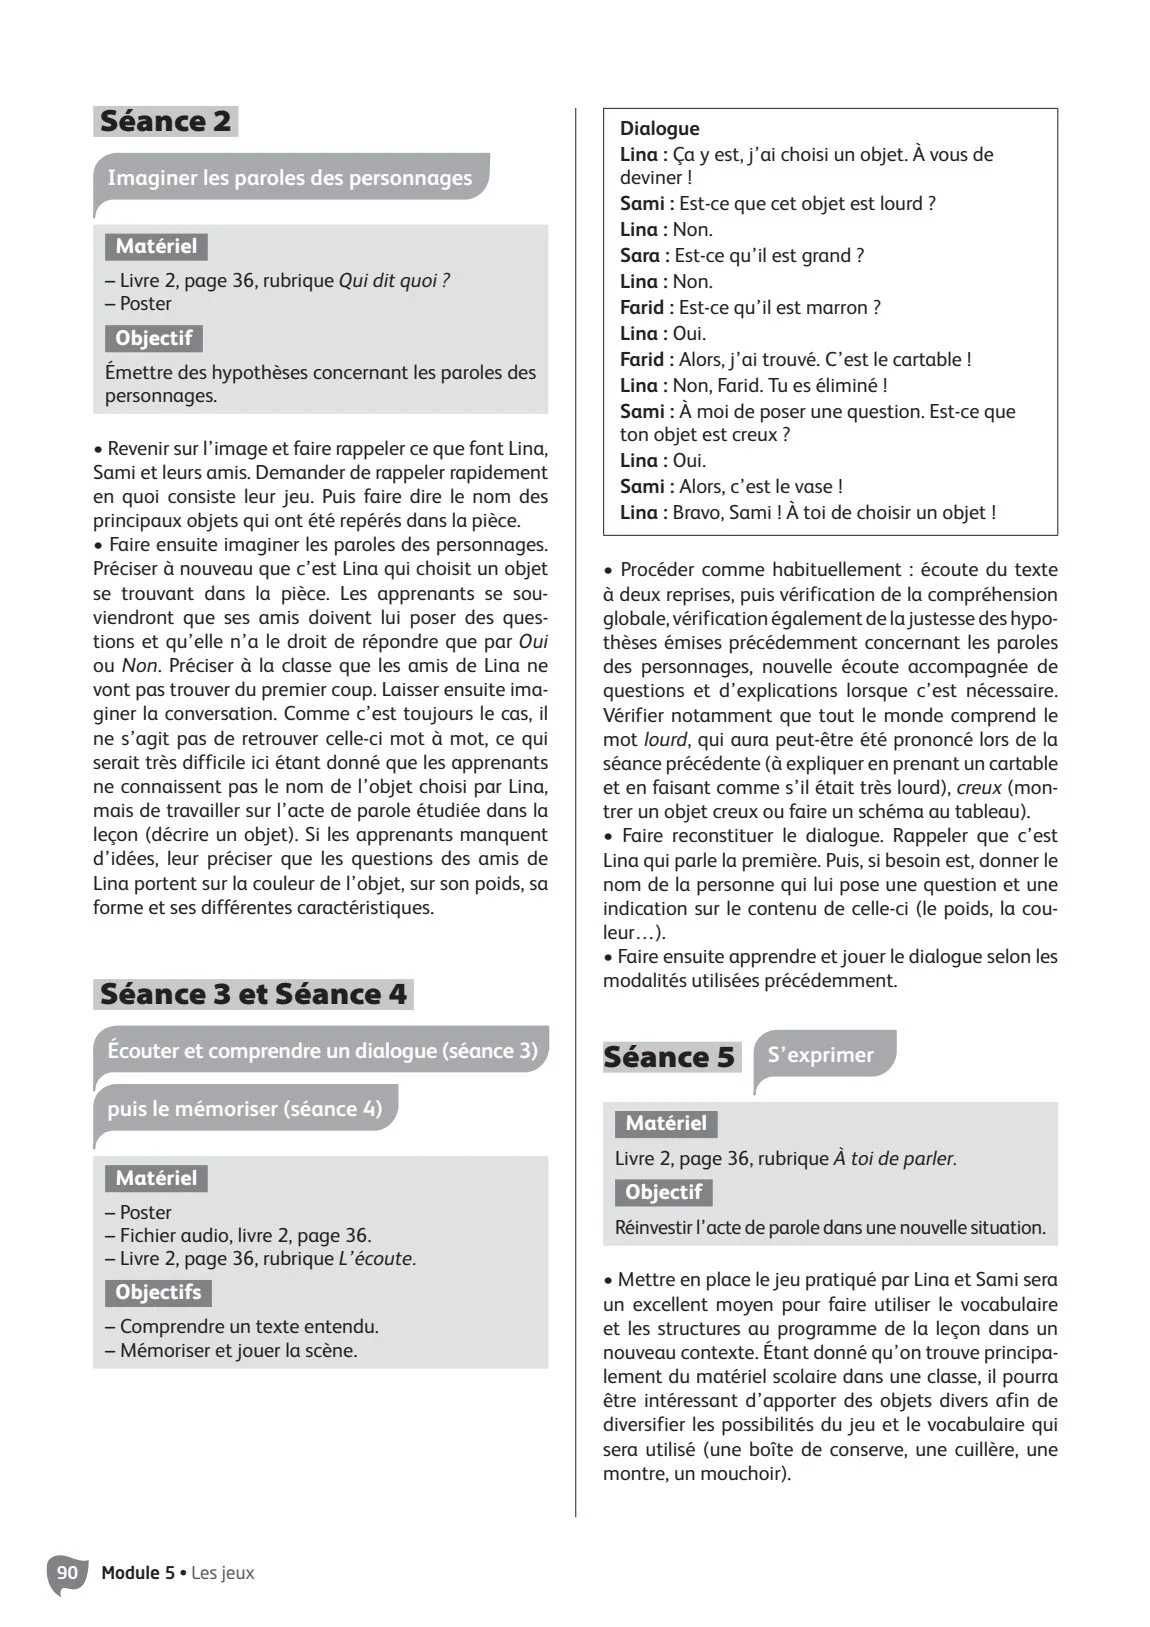 Séance 2
Imaginer les paroles des personnages
Matériel
– Livre 2, page 36, rubrique Qui dit quoi ?
– Poster
Objectif
Émettre des hypothèses concernant les paroles des
personnages.
• Revenir sur l’image et faire rappeler ce que font Lina,
Sami et leurs amis. Demander de rappeler rapidement
en quoi consiste leur jeu. Puis faire dire le nom des
principaux objets qui ont été repérés dans la pièce.
• Faire ensuite imaginer les paroles des personnages.
Préciser à nouveau que c’est Lina qui choisit un objet
se trouvant dans la pièce. Les apprenants se sou-
viendront que ses amis doivent lui poser des ques-
tions et qu’elle n’a le droit de répondre que par Oui
ou Non. Préciser à la classe que les amis de Lina ne
vont pas trouver du premier coup. Laisser ensuite ima-
giner la conversation. Comme c’est toujours le cas, il
ne s’agit pas de retrouver celle-ci mot à mot, ce qui
serait très difficile ici étant donné que les apprenants
ne connaissent pas le nom de l’objet choisi par Lina,
mais de travailler sur l’acte de parole étudiée dans la
leçon (décrire un objet). Si les apprenants manquent
d’idées, leur préciser que les questions des amis de
Lina portent sur la couleur de l’objet, sur son poids, sa
forme et ses différentes caractéristiques.
Séance 3 et Séance 4
Écouter et comprendre un dialogue (séance 3)
puis le mémoriser (séance 4)
Matériel
– Poster
– Fichier audio, livre 2, page 36.
– Livre 2, page 36, rubrique L’écoute.
Objectifs
– Comprendre un texte entendu.
– Mémoriser et jouer la scène.
Dialogue
Lina : Ça y est, j’ai choisi un objet. À vous de
deviner !
Sami : Est-ce que cet objet est lourd ?
Lina : Non.
Sara : Est-ce qu’il est grand ?
Lina : Non.
Farid : Est-ce qu’il est marron ?
Lina : Oui.
Farid : Alors, j’ai trouvé. C’est le cartable !
Lina : Non, Farid. Tu es éliminé !
Sami : À moi de poser une question. Est-ce que
ton objet est creux ?
Lina : Oui.
Sami : Alors, c’est le vase !
Lina : Bravo, Sami ! À toi de choisir un objet !
• Procéder comme habituellement : écoute du texte
à deux reprises, puis vérification de la compréhension
globale, vérification également de la justesse des hypo-
thèses émises précédemment concernant les paroles
des personnages, nouvelle écoute accompagnée de
questions et d’explications lorsque c’est nécessaire.
Vérifier notamment que tout le monde comprend le
mot lourd, qui aura peut-être été prononcé lors de la
séance précédente (à expliquer en prenant un cartable
et en faisant comme s’il était très lourd), creux (mon-
trer un objet creux ou faire un schéma au tableau).
• Faire reconstituer le dialogue. Rappeler que c’est
Lina qui parle la première. Puis, si besoin est, donner le
nom de la personne qui lui pose une question et une
indication sur le contenu de celle-ci (le poids, la cou-
leur…).
• Faire ensuite apprendre et jouer le dialogue selon les
modalités utilisées précédemment.
Séance 5 S’exprimer
Matériel
Livre 2, page 36, rubrique À toi de parler.
Objectif
Réinvestir l’acte de parole dans une nouvelle situation.
• Mettre en place le jeu pratiqué par Lina et Sami sera
un excellent moyen pour faire utiliser le vocabulaire
et les structures au programme de la leçon dans un
nouveau contexte. Étant donné qu’on trouve principa-
lement du matériel scolaire dans une classe, il pourra
être intéressant d’apporter des objets divers afin de
diversifier les possibilités du jeu et le vocabulaire qui
sera utilisé (une boîte de conserve, une cuillère, une
montre, un mouchoir).
90 Module 5 • Les jeux